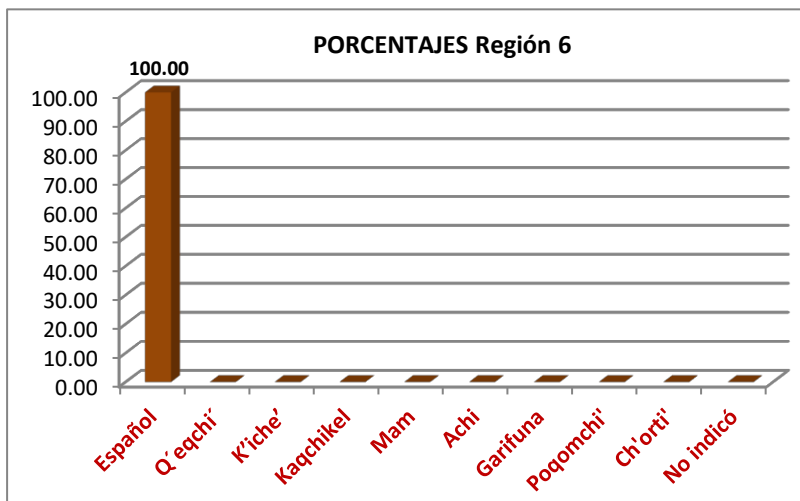 PORCENTAJES Región 6
100.00
100.00
90.00
80.00
70.00
60.00
50.00
40.00
30.00
20.00
10.00
0.00
Español
Q´eqchí´
K’iche’
Kaqchikel
Mam
Achi
Garifuna
Poqomchi'
Ch'orti'
No indicó